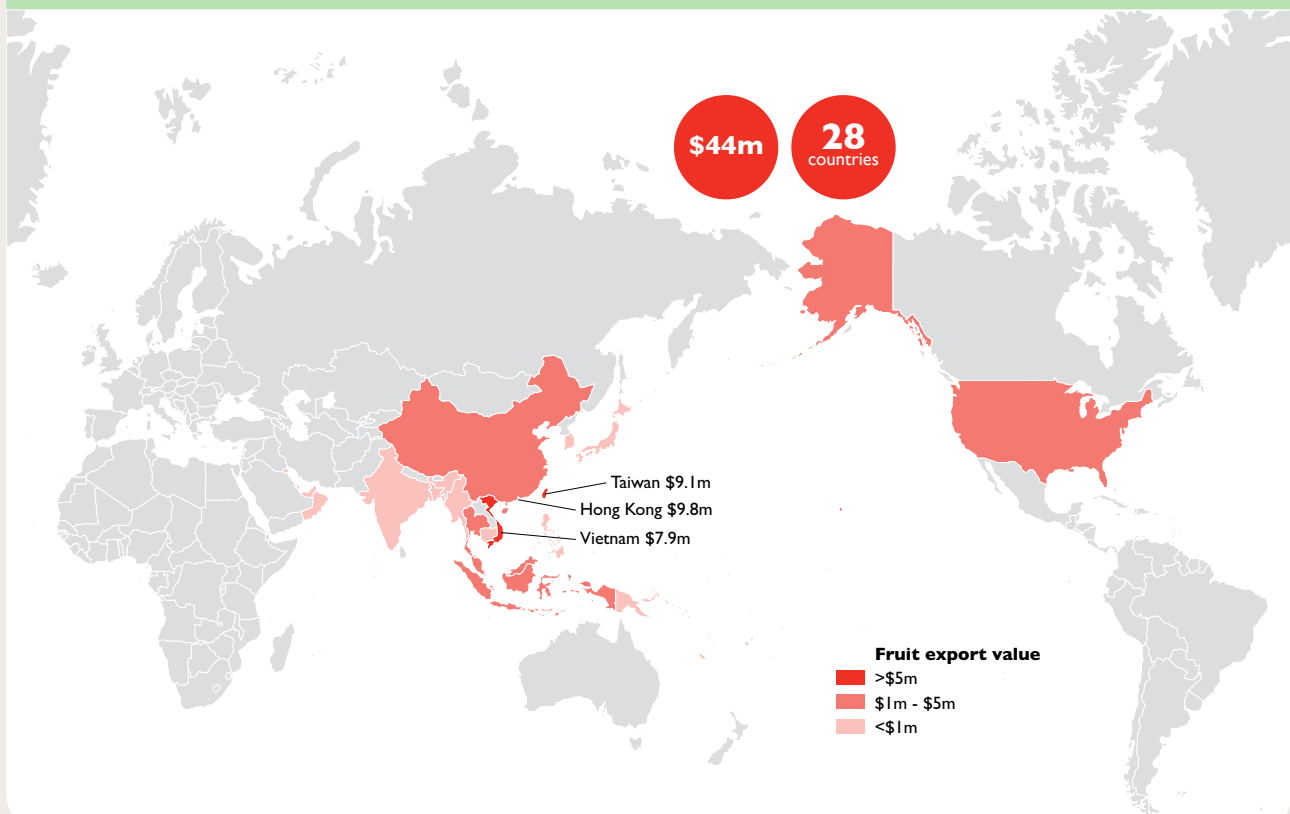 $44m
28
countries
Taiwan $9.1m
Hong Kong $9.8m
Vietnam $7.9m
Fruit export value
>$5m
$1m - $5m
<$1m